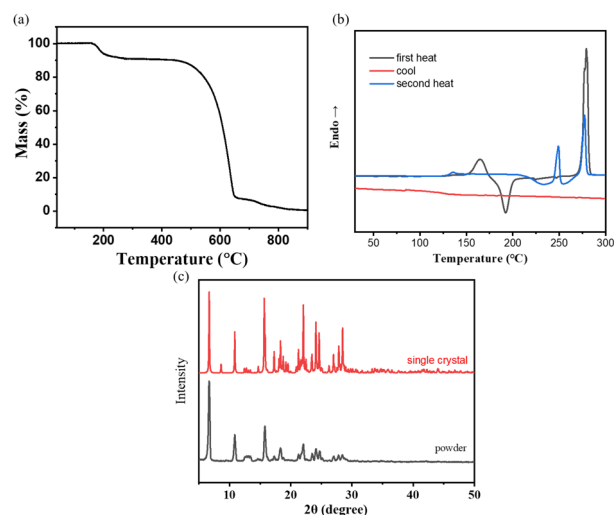 (a)
100
80
60
40
20
0
Mass (%)
200
400
600
800
Temperature (°C)
(b)
first heat
cool
second heat
Endo →
50
100
150
200
250
300
Temperature (°C)
(c)
single crystal
powder
Intensity
10
20
30
40
50
2θ (degree)